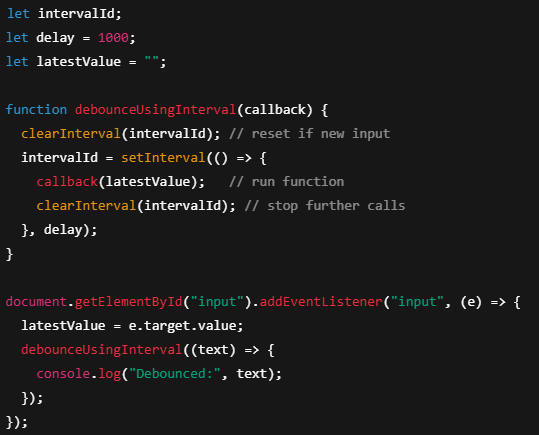 let intervalId;
let delay = 1000;
let latestValue = "";

function debounceUsingInterval(callback) {
  clearInterval(intervalId); // reset if new input
  intervalId = setInterval(() => {
    callback(latestValue);   // run function
    clearInterval(intervalId); // stop further calls
  }, delay);
}

document.getElementById("input").addEventListener("input", (e) => {
  latestValue = e.target.value;
  debounceUsingInterval((text) => {
    console.log("Debounced:", text);
  });
});